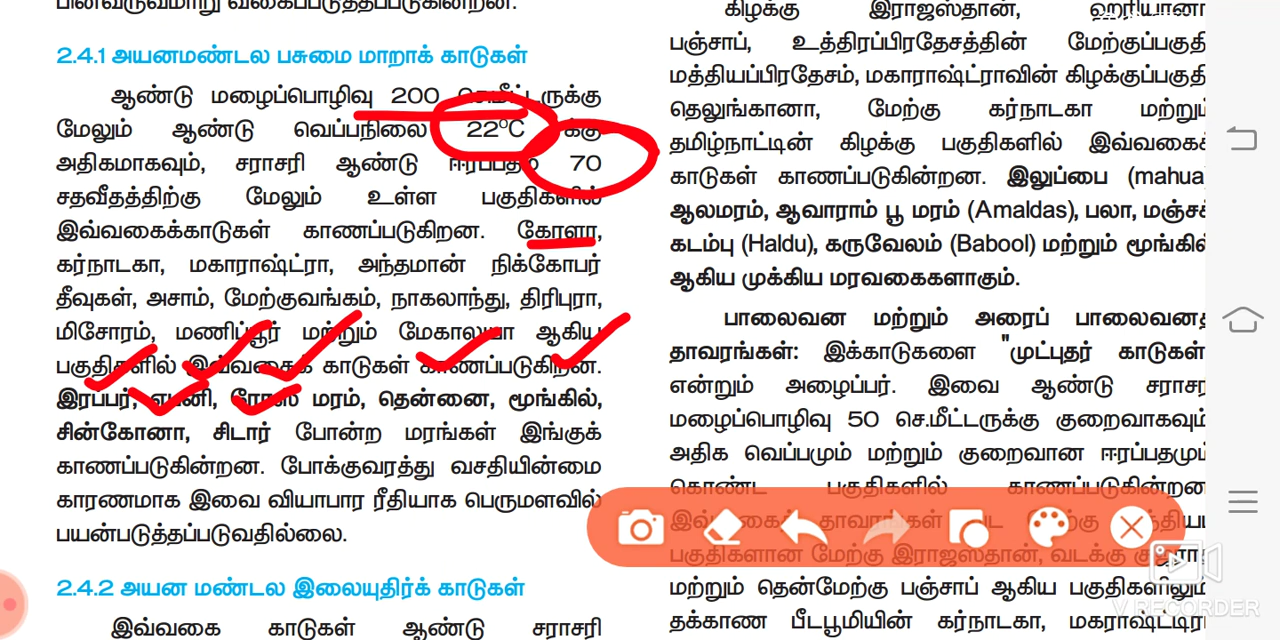 பின்வருமாறு வகைப்படுத்தப்படுகின்றன.
2.4.1 அயனமண்டல பசுமை மாறாக் காடுகள்
ஆண்டு மழைப்பொழிவு 200 செமீட்டருக்கு
மேலும் ஆண்டு வெப்பநிலை 22°C க்கு
அதிகமாகவும், சராசரி ஆண்டு ஈரப்பதம் 70
சதவீதத்திற்கு மேலும் உள்ள பகுதிகளில்
இவ்வகைக்காடுகள் காணப்படுகிறன. கேரளா,
கர்நாடகா, மகாராஷ்ட்ரா, அந்தமான் நிக்கோபர்
தீவுகள், அசாம், மேற்குவங்கம், நாகலாந்து, திரிபுரா,
மிசோரம், மணிப்பூர் மற்றும் மேகாலயா ஆகிய
பகுதிகளில் இவ்வகைக் காடுகள் காணப்படுகிறன.
இரப்பர், எபனி, ரோஸ் மரம், தென்னை, மூங்கில்,
சின்கோனா, சிடார் போன்ற மரங்கள் இங்குக்
காணப்படுகின்றன. போக்குவரத்து வசதியின்மை
காரணமாக இவை வியாபார ரீதியாக பெருமளவில்
பயன்படுத்தப்படுவதில்லை.
2.4.2 அயன மண்டல இலையுதிர்க் காடுகள்
இவ்வகை காடுகள் ஆண்டு சராசரி
கிழக்கு இராஜஸ்தான், ஹரியானா
பஞ்சாப், உத்திரப்பிரதேசத்தின் மேற்குப்பகுதி
மத்தியப்பிரதேசம், மகாராஷ்ட்ராவின் கிழக்குப்பகுதி
தெலுங்கானா, மேற்கு கர்நாடகா மற்றும்
தமிழ்நாட்டின் கிழக்கு பகுதிகளில் இவ்வகைக்
காடுகள் காணப்படுகின்றன. இலுப்பை (mahua)
ஆலமரம், ஆவாராம் பூ மரம் (Amaldas), பலா, மஞ்சக்
கடம்பு (Haldu), கருவேலம் (Babool) மற்றும் மூங்கில்
ஆகிய முக்கிய மரவகைகளாகும்.
பாலைவன மற்றும் அரைப் பாலைவனத்
தாவரங்கள்: இக்காடுகளை "முட்புதர் காடுகள்
என்றும் அழைப்பர். இவை ஆண்டு சராசரி
மழைப்பொழிவு 50 செ.மீட்டருக்கு குறைவாகவும்
அதிக வெப்பமும் மற்றும் குறைவான ஈரப்பதமும்
கொண்ட பகுதிகளில் காணப்படுகின்றன
தாவரங்கள்
பகுதிகளான மேற்கு இராஜஸ்தான், வடக்கு குஜராத்
மற்றும் தென்மேற்கு பஞ்சாப் ஆகிய பகுதிகளிலும்
தக்காண பீடபூமியின் கர்நாடகா, மகாராஷ்ட்டிரா
V RECORDER